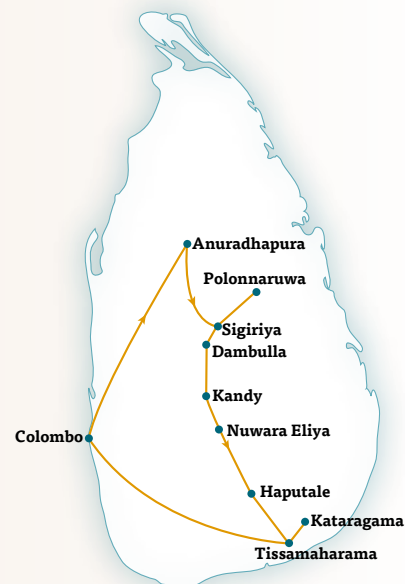 Anuradhapura
Polonnaruwa
Sigiriya
Dambulla
Kandy
Nuwara Eliya
Colombo
Haputale
Kataragama
Tissamaharama